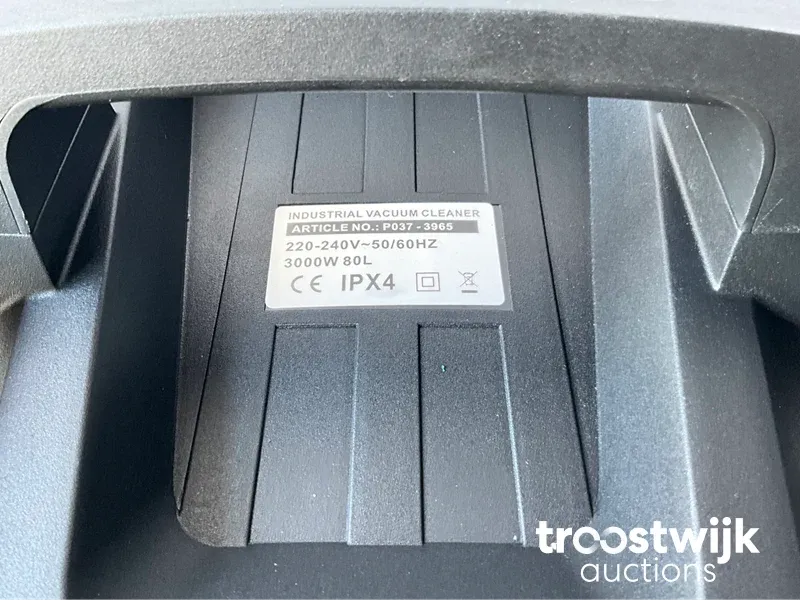 INDUSTRIAL VACUUM CLEANER
ARTICLE NO.: P037 - 3965
220-240V~50/60HZ
3000W 80L
CE IPX4
troostwijk
auctions